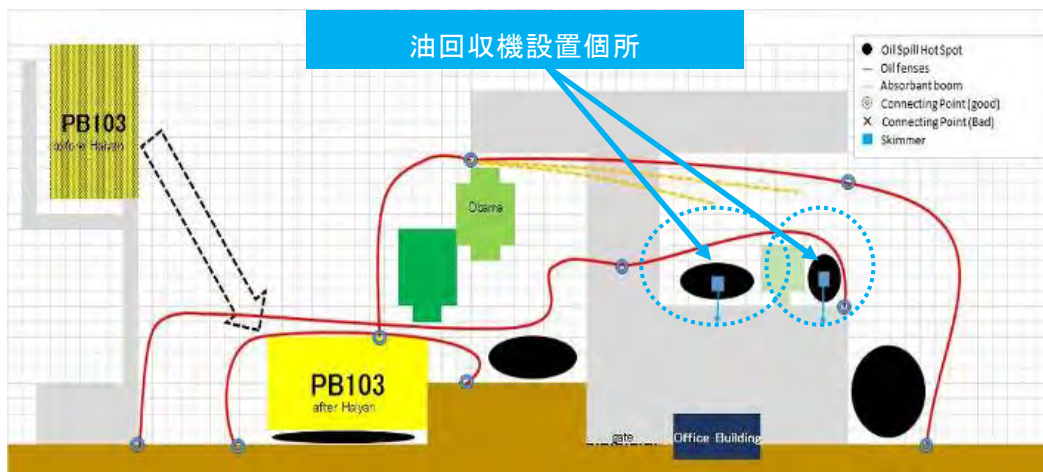 油回収機設置個所
Oil Spill Hot Spot
Oil fenses
Absorbant boom
Connecting Point (good)
Connecting Point (Bad)
Skimmer
PB103
before Haiyan
Obama
PB103
after Haiyan
gate
Office Building